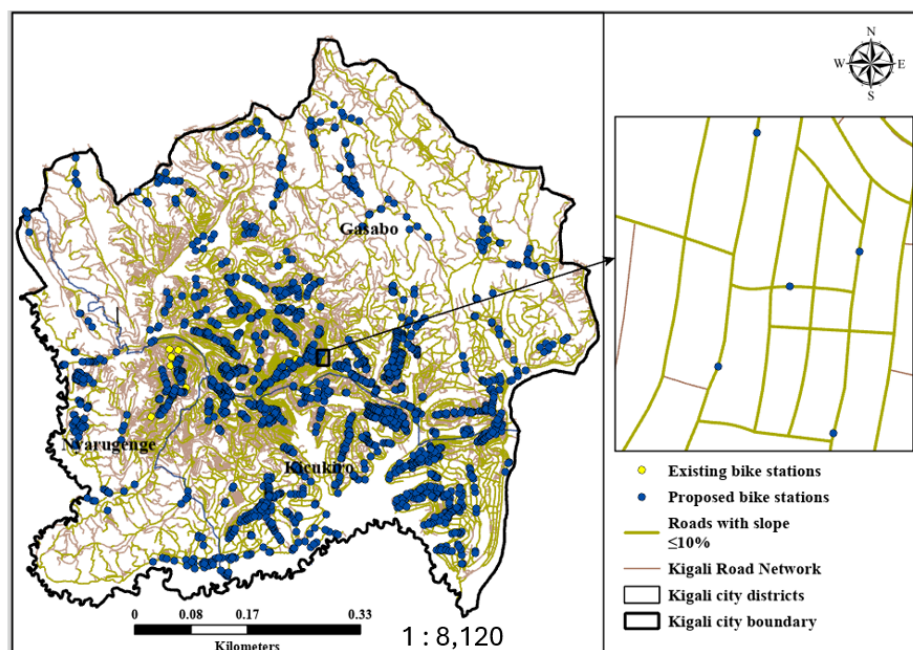 N
W E
S
Gasabo
Nyarugenge
Kicukiro
0 0.08 0.17 0.33
Kilometers
1 : 8,120
Existing bike stations
Proposed bike stations
Roads with slope
≤10%
Kigali Road Network
Kigali city districts
Kigali city boundary